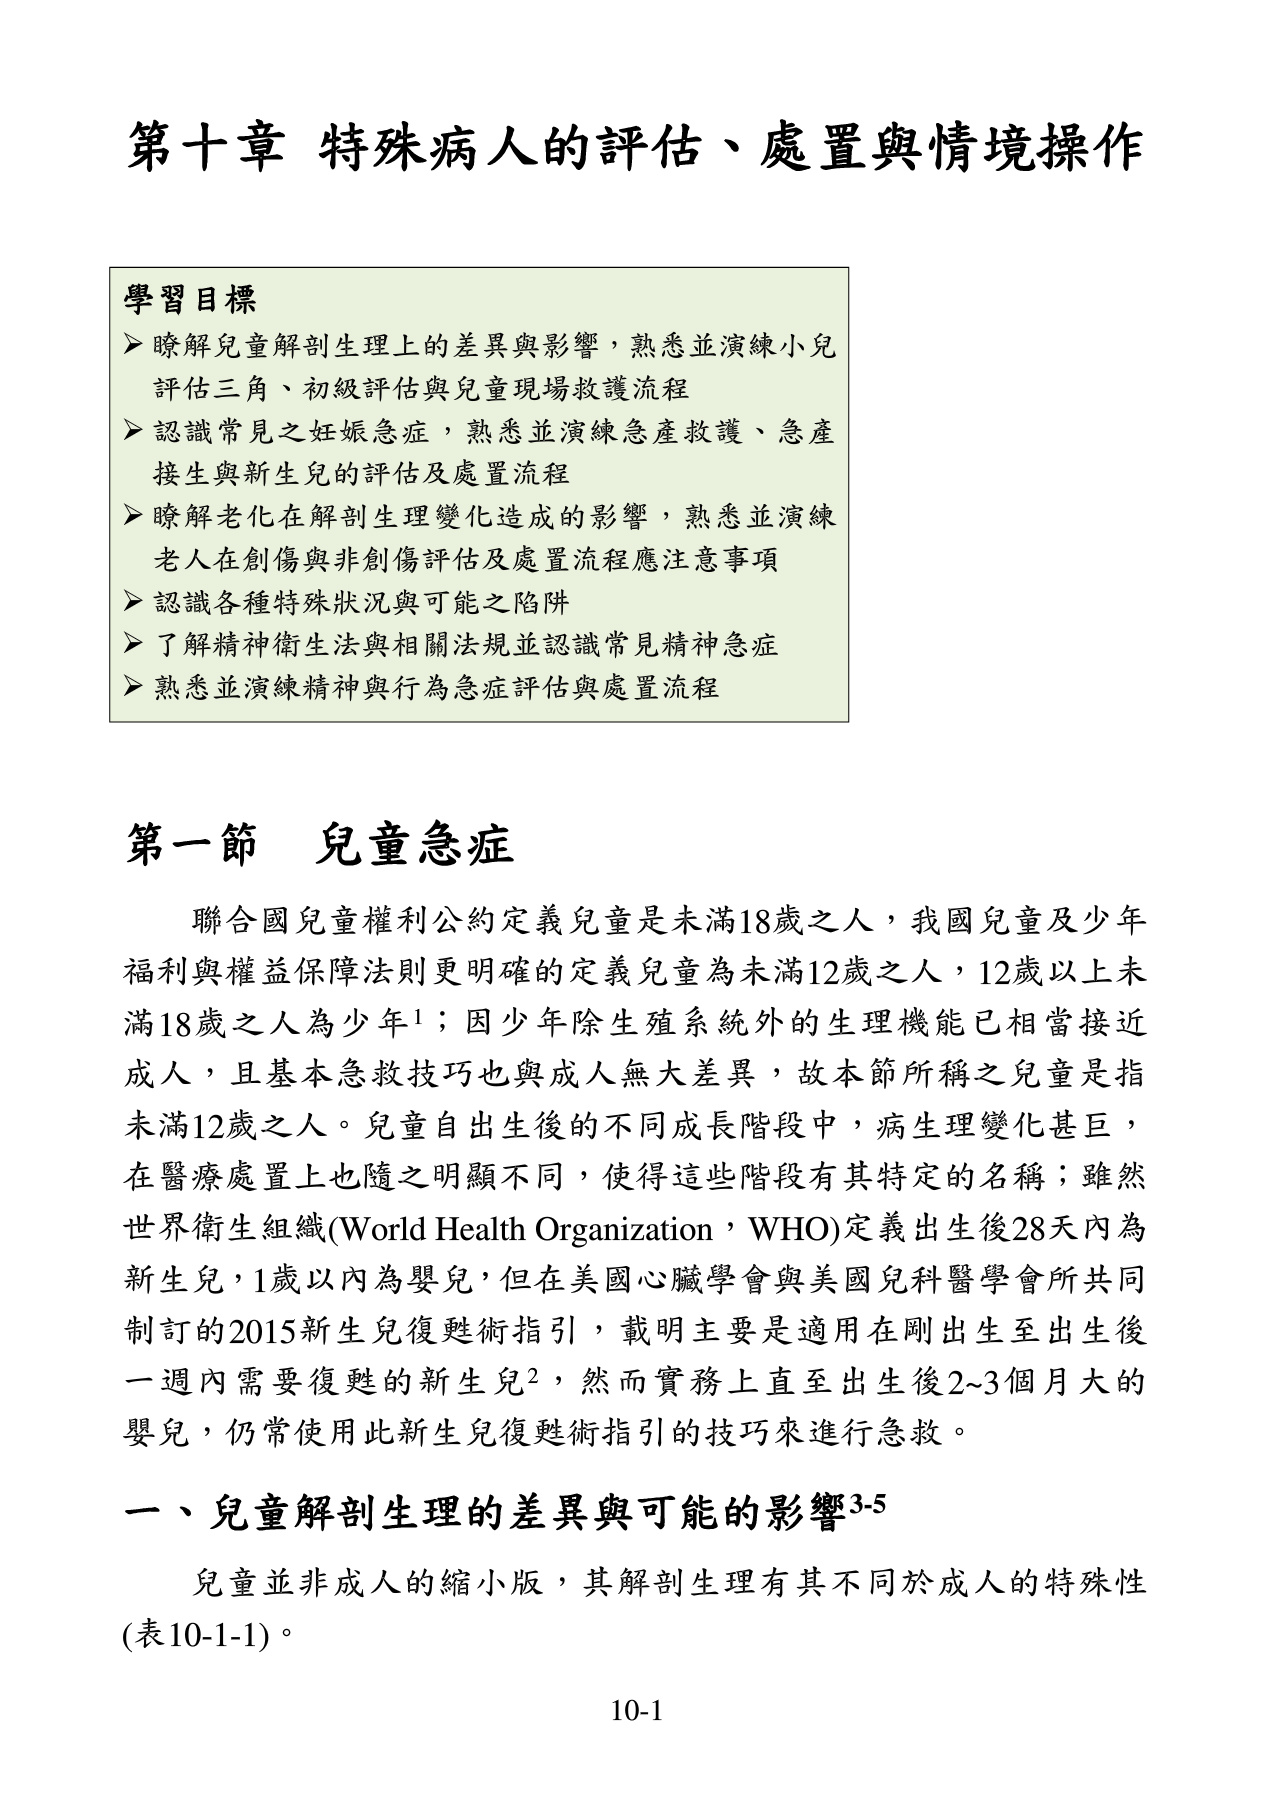 第十章 特殊病人的評估、處置與情境操作
學習目標
➢ 瞭解兒童解剖生理上的差異與影響，熟悉並演練小兒
評估三角、初級評估與兒童現場救護流程
➢ 認識常見之妊娠急症，熟悉並演練急產救護、急產
接生與新生兒的評估及處置流程
➢ 瞭解老化在解剖生理變化造成的影響，熟悉並演練
老人在創傷與非創傷評估及處置流程應注意事項
➢ 認識各種特殊狀況與可能之陷阱
➢ 了解精神衛生法與相關法規並認識常見精神急症
➢ 熟悉並演練精神與行為急症評估與處置流程
第一節　兒童急症
聯合國兒童權利公約定義兒童是未滿18歲之人，我國兒童及少年
福利與權益保障法則更明確的定義兒童為未滿12歲之人，12歲以上未
滿18歲之人為少年¹；因少年除生殖系統外的生理機能已相當接近
成人，且基本急救技巧也與成人無大差異，故本節所稱之兒童是指
未滿12歲之人。兒童自出生後的不同成長階段中，病生理變化甚巨，
在醫療處置上也隨之明顯不同，使得這些階段有其特定的名稱；雖然
世界衛生組織(World Health Organization，WHO)定義出生後28天內為
新生兒，1歲以內為嬰兒，但在美國心臟學會與美國兒科醫學會所共同
制訂的2015新生兒復甦術指引，載明主要是適用在剛出生至出生後
一週內需要復甦的新生兒²，然而實務上直至出生後2~3個月大的
嬰兒，仍常使用此新生兒復甦術指引的技巧來進行急救。
一、兒童解剖生理的差異與可能的影響³⁻⁵
兒童並非成人的縮小版，其解剖生理有其不同於成人的特殊性
(表10-1-1)。
10-1